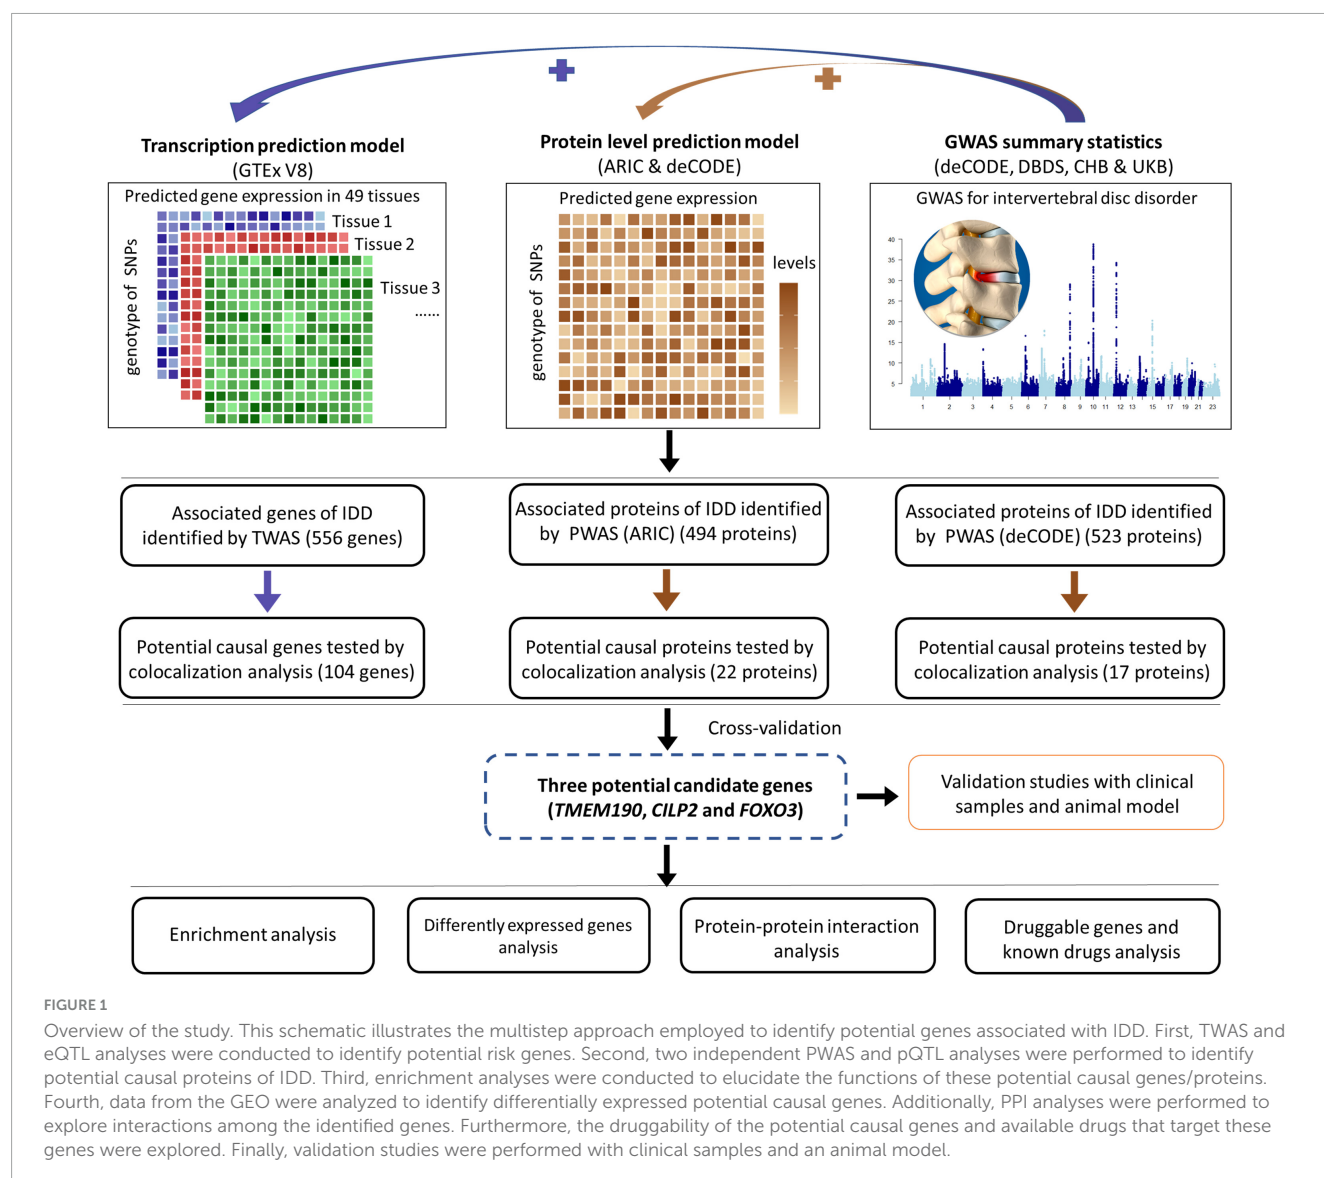 Transcription prediction model
(GTEx V8)
Protein level prediction model
(ARIC & deCODE)
GWAS summary statistics
(deCODE, DBDS, CHB & UKB)
Predicted gene expression in 49 tissues
Tissue 1
Tissue 2
Tissue 3
......
genotype of SNPs
Predicted gene expression
levels
genotype of SNPs
GWAS for intervertebral disc disorder
40
35
30
25
20
15
10
5
1 2 3 4 5 6 7 8 9 10 11 12 13 15 17 19 21 23
Associated genes of IDD
identified by TWAS (556 genes)
Associated proteins of IDD identified
by PWAS (ARIC) (494 proteins)
Associated proteins of IDD identified
by PWAS (deCODE) (523 proteins)
Potential causal genes tested by
colocalization analysis (104 genes)
Potential causal proteins tested by
colocalization analysis (22 proteins)
Potential causal proteins tested by
colocalization analysis (17 proteins)
Cross-validation
Three potential candidate genes
(TMEM190, CILP2 and FOXO3)
Validation studies with clinical
samples and animal model
Enrichment analysis
Differently expressed genes
analysis
Protein-protein interaction
analysis
Druggable genes and
known drugs analysis
FIGURE 1
Overview of the study. This schematic illustrates the multistep approach employed to identify potential genes associated with IDD. First, TWAS and
eQTL analyses were conducted to identify potential risk genes. Second, two independent PWAS and pQTL analyses were performed to identify
potential causal proteins of IDD. Third, enrichment analyses were conducted to elucidate the functions of these potential causal genes/proteins.
Fourth, data from the GEO were analyzed to identify differentially expressed potential causal genes. Additionally, PPI analyses were performed to
explore interactions among the identified genes. Furthermore, the druggability of the potential causal genes and available drugs that target these
genes were explored. Finally, validation studies were performed with clinical samples and an animal model.